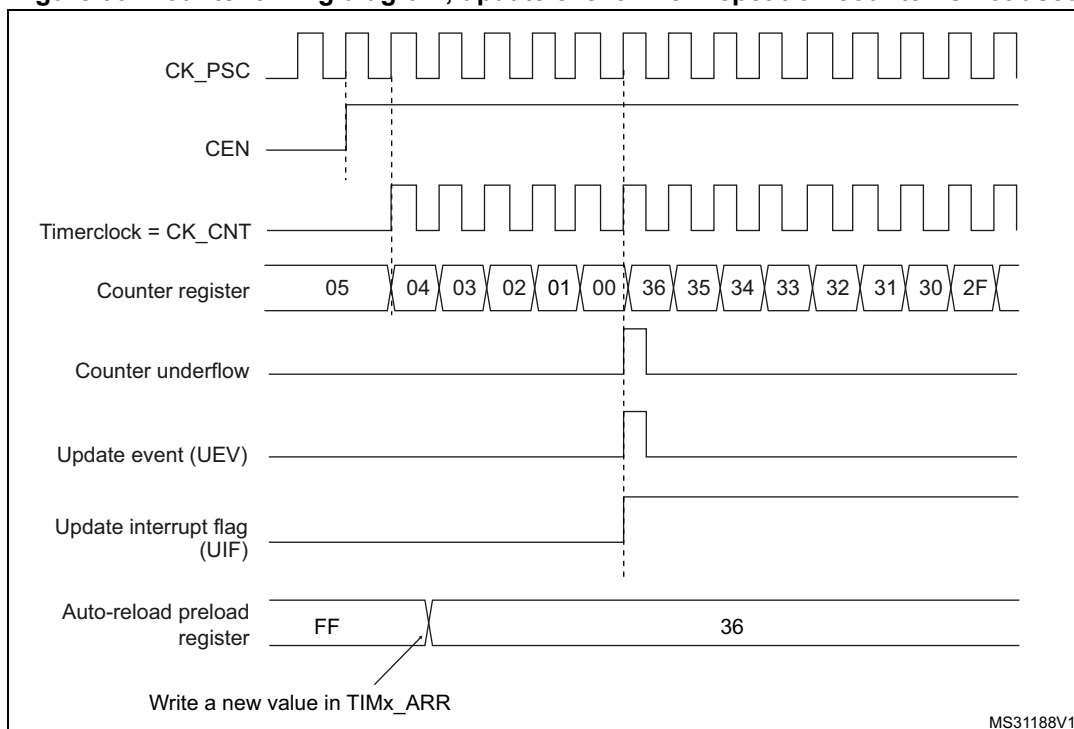 CK_PSC
CEN
Timerclock = CK_CNT
Counter register 05 04 03 02 01 00 36 35 34 33 32 31 30 2F
Counter underflow
Update event (UEV)
Update interrupt flag
(UIF)
Auto-reload preload
register
FF 36
Write a new value in TIMx_ARR
MS31188V1